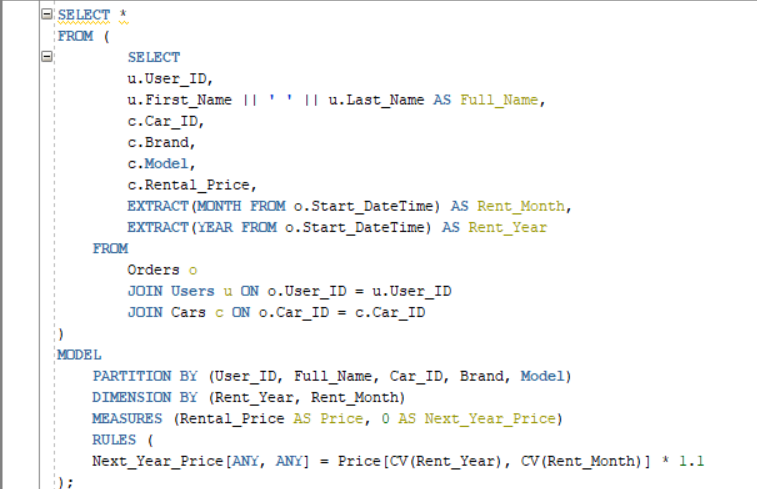 SELECT *
FROM (
SELECT
u.User_ID,
u.First_Name || ' ' || u.Last_Name AS Full_Name,
c.Car_ID,
c.Brand,
c.Model,
c.Rental_Price,
EXTRACT(MONTH FROM o.Start_DateTime) AS Rent_Month,
EXTRACT(YEAR FROM o.Start_DateTime) AS Rent_Year
FROM
Orders o
JOIN Users u ON o.User_ID = u.User_ID
JOIN Cars c ON o.Car_ID = c.Car_ID
)
MODEL
PARTITION BY (User_ID, Full_Name, Car_ID, Brand, Model)
DIMENSION BY (Rent_Year, Rent_Month)
MEASURES (Rental_Price AS Price, 0 AS Next_Year_Price)
RULES (
Next_Year_Price[ANY, ANY] = Price[CV(Rent_Year), CV(Rent_Month)] * 1.1
);